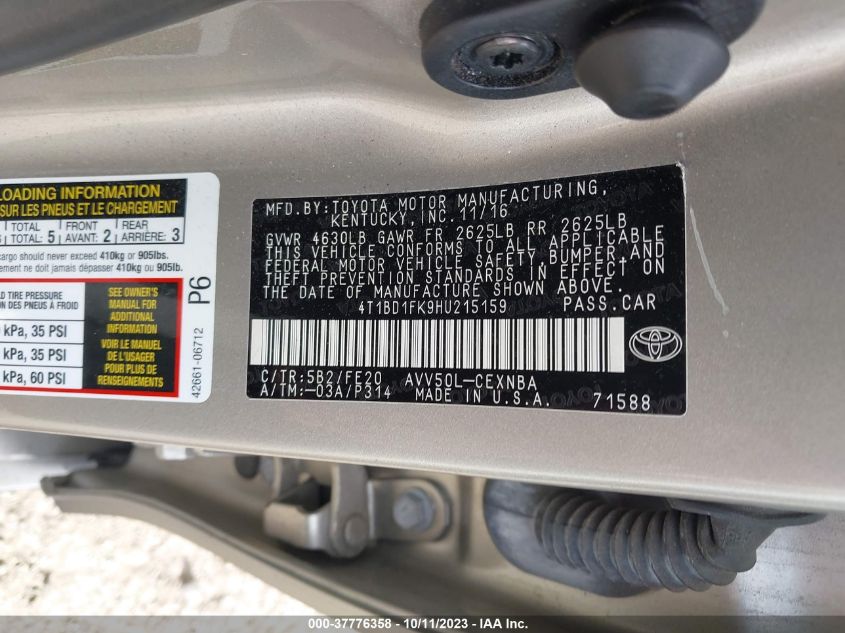 LOADING INFORMATION
SUR LES PNEUS ET LE CHARGEMENT
TOTAL 5 FRONT 2 REAR 3
TOTAL: AVANT: ARRIÈRE:
cargo should never exceed 410kg or 905lbs.
ne doit jamais dépasser 410kg ou 905lb.
TIRE PRESSURE
PNEUS À FROID
kPa, 35 PSI
kPa, 35 PSI
kPa, 60 PSI
SEE OWNER'S
MANUAL FOR
ADDITIONAL
INFORMATION
VOIR LE MANUEL
DE L'USAGER
POUR PLUS DE
RENSEIGNEMENTS
P6
42661-06712
MFD.BY:TOYOTA MOTOR MANUFACTURING,
KENTUCKY, INC. 11/16
GVWR 4630LB GAWR FR 2625LB RR 2625LB
THIS VEHICLE CONFORMS TO ALL APPLICABLE
FEDERAL MOTOR VEHICLE SAFETY,BUMPER,AND
THEFT PREVENTION STANDARDS IN EFFECT ON
THE DATE OF MANUFACTURE SHOWN ABOVE.
4T1BD1FK9HU215159 PASS.CAR
C/TR:5B2/FE20 AVV50L-CEXNBA
A/TM:-03A/P314 MADE IN U.S.A. 71588
000-37776358 - 10/11/2023 - IAA Inc.